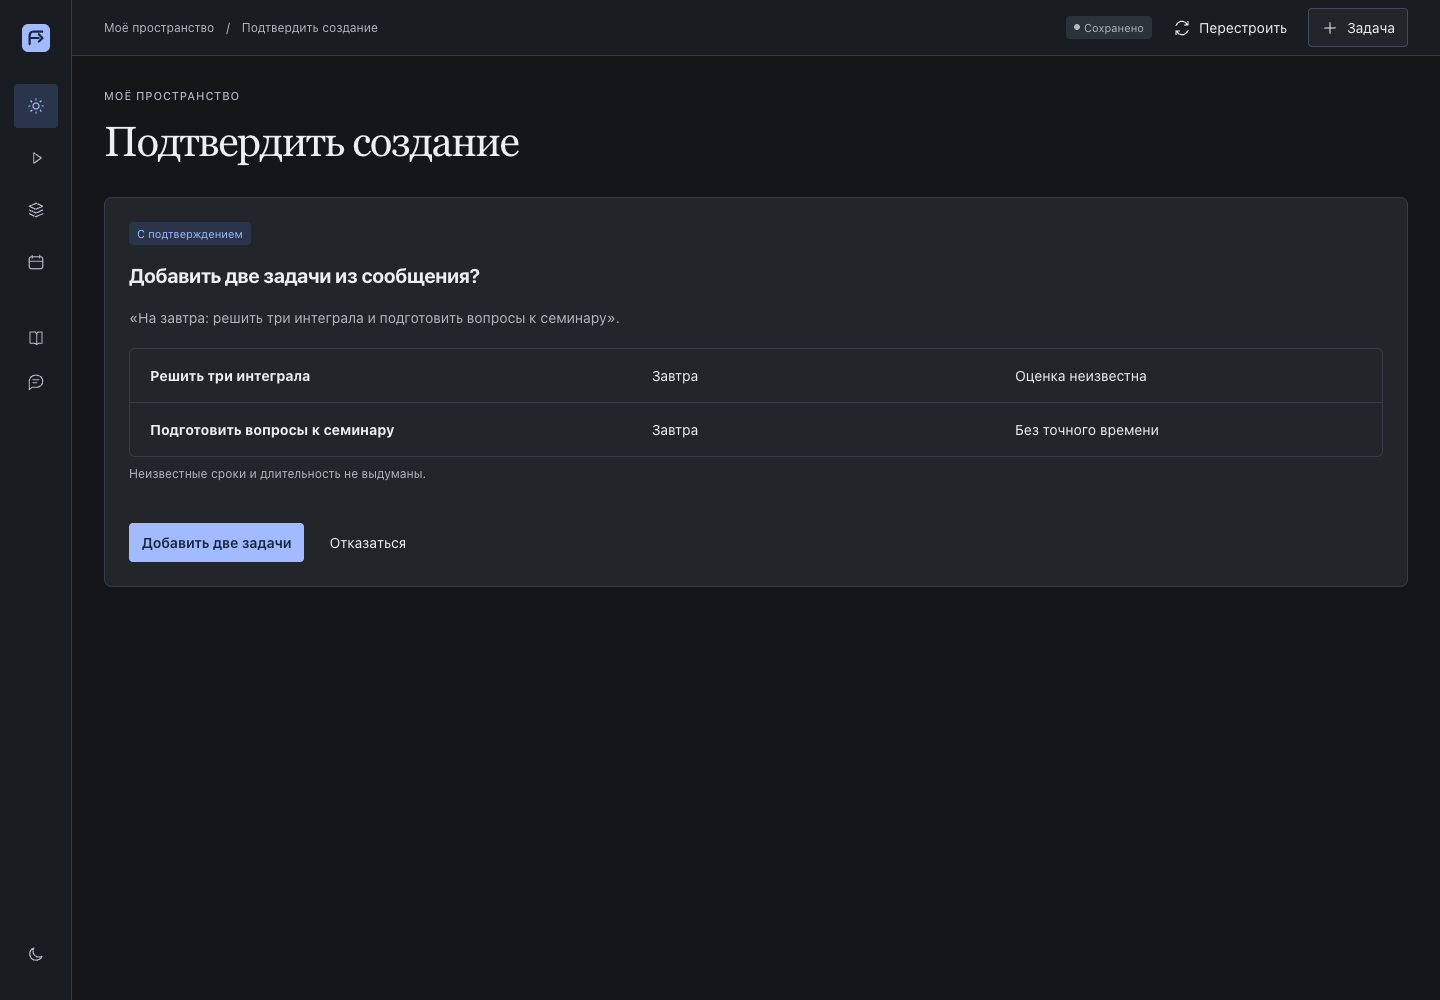 Моё пространство / Подтвердить создание
Сохранено
Перестроить
Задача
МОЁ ПРОСТРАНСТВО
Подтвердить создание
С подтверждением
Добавить две задачи из сообщения?
«На завтра: решить три интеграла и подготовить вопросы к семинару».
Решить три интеграла Завтра Оценка неизвестна
Подготовить вопросы к семинару Завтра Без точного времени
Неизвестные сроки и длительность не выдуманы.
Добавить две задачи
Отказаться